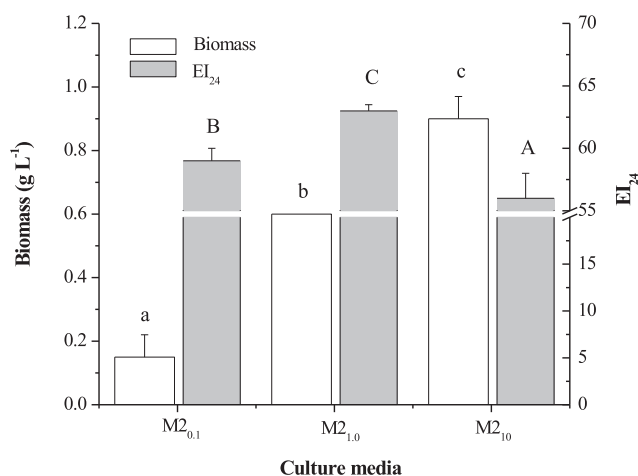 1.2
1.0
0.8
0.6
0.4
0.2
0.0
Biomass (g L⁻¹)
Biomass
EI₂₄
a
B
b
C
c
A
70
65
60
55
15
10
5
0
EI₂₄
M2₀.₁
M2₁.₀
M2₁₀
Culture media